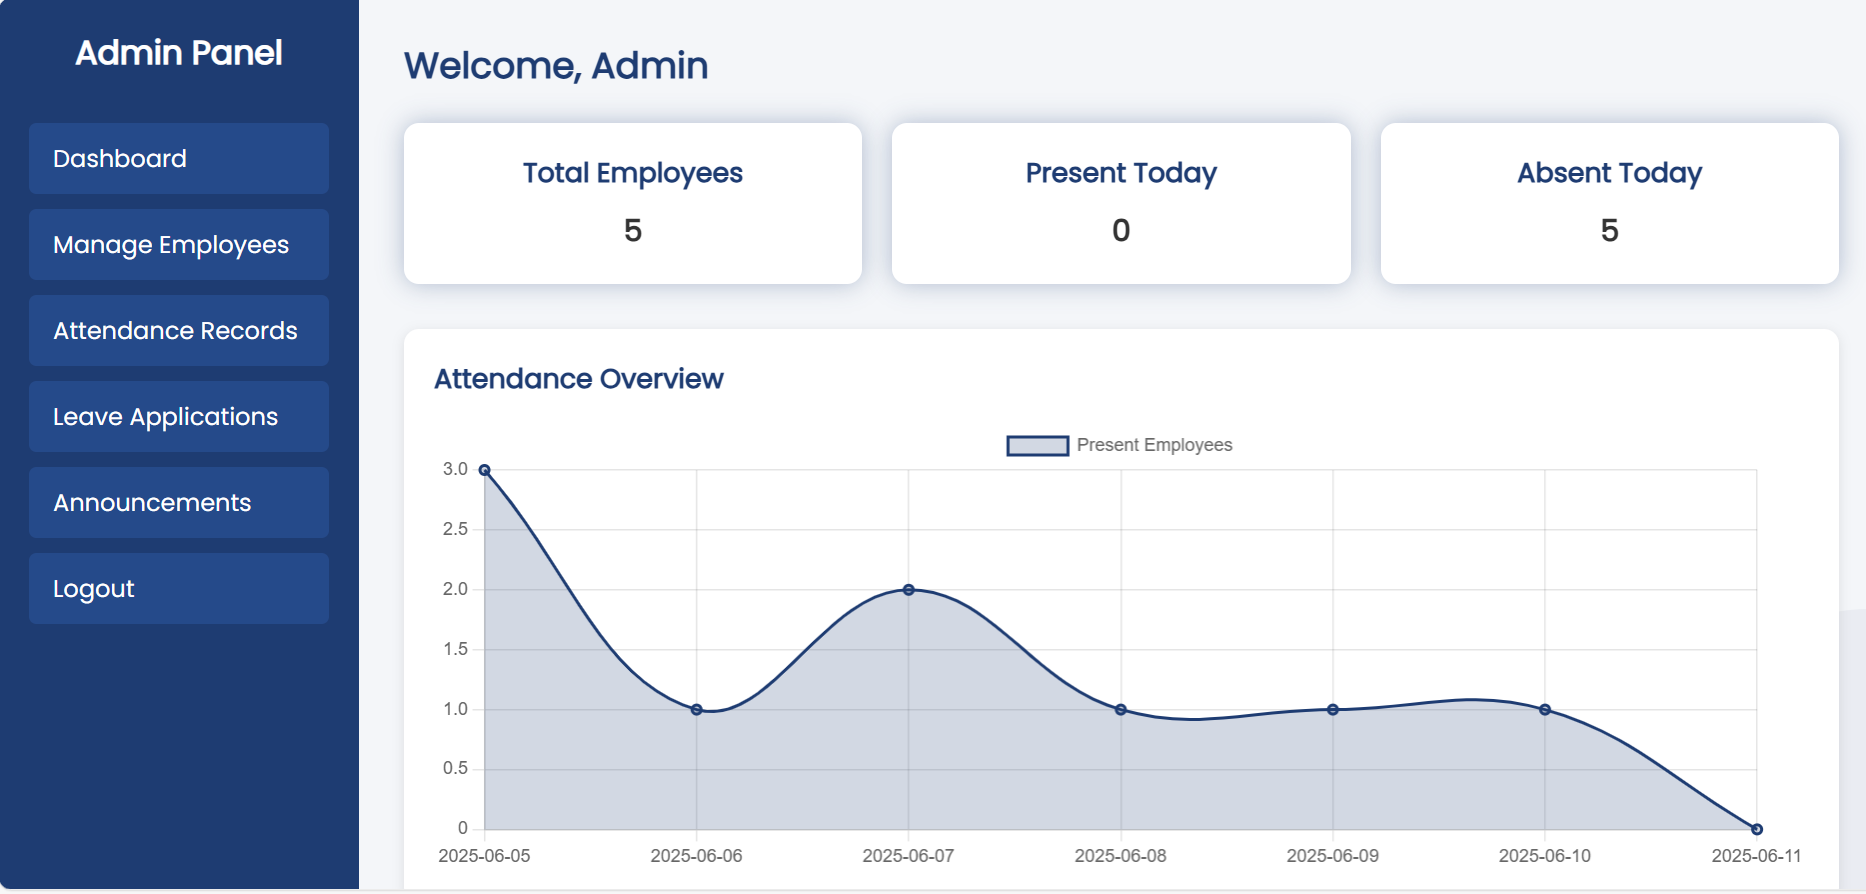 Admin Panel
Dashboard
Manage Employees
Attendance Records
Leave Applications
Announcements
Logout
Welcome, Admin
Total Employees
5
Present Today
0
Absent Today
5
Attendance Overview
Present Employees
3.0
2.5
2.0
1.5
1.0
0.5
0
2025-06-05 2025-06-06 2025-06-07 2025-06-08 2025-06-09 2025-06-10 2025-06-11